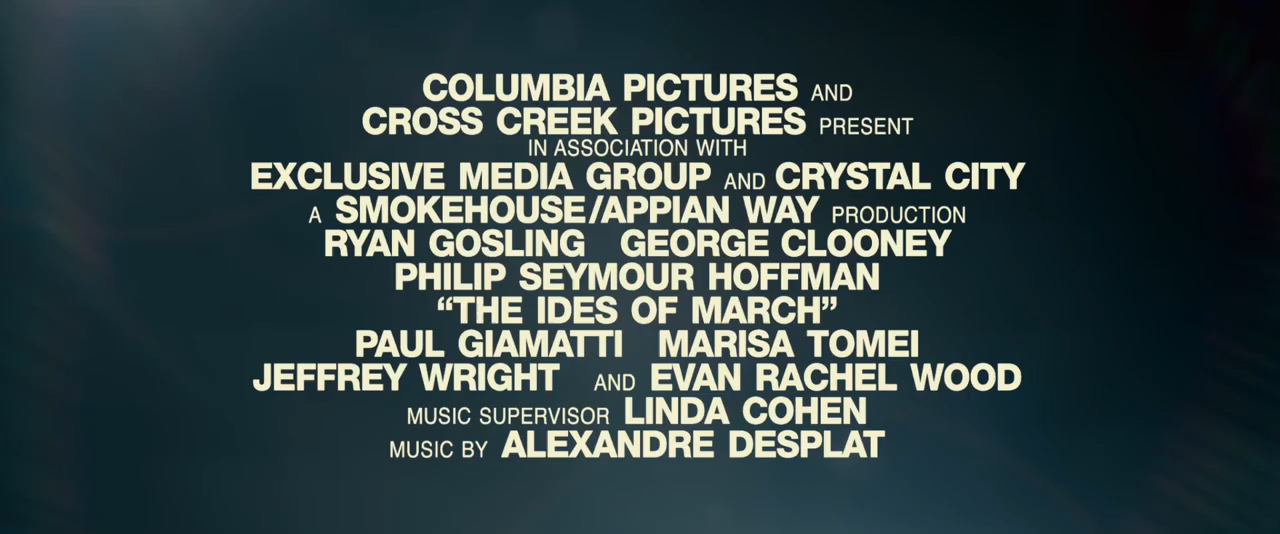 COLUMBIA PICTURES AND
CROSS CREEK PICTURES PRESENT
IN ASSOCIATION WITH
EXCLUSIVE MEDIA GROUP AND CRYSTAL CITY
A SMOKEHOUSE/APPIAN WAY PRODUCTION
RYAN GOSLING GEORGE CLOONEY
PHILIP SEYMOUR HOFFMAN
“THE IDES OF MARCH”
PAUL GIAMATTI MARISA TOMEI
JEFFREY WRIGHT AND EVAN RACHEL WOOD
MUSIC SUPERVISOR LINDA COHEN
MUSIC BY ALEXANDRE DESPLAT